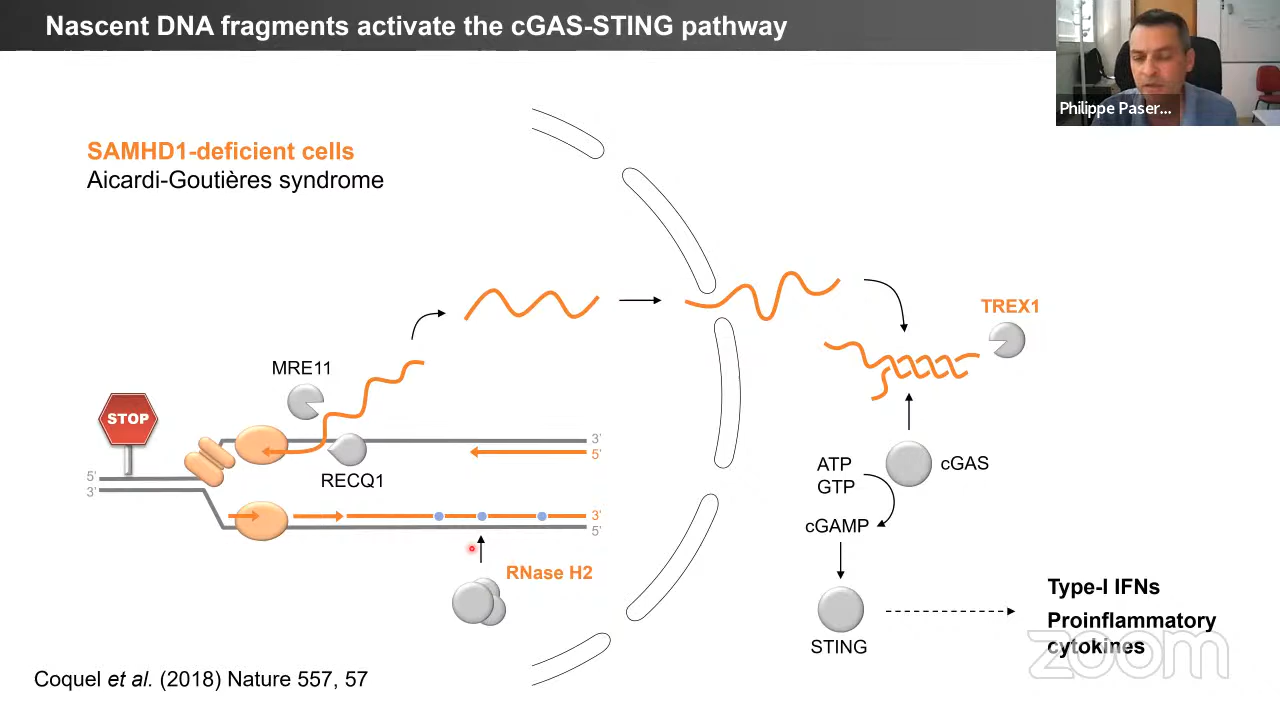 Nascent DNA fragments activate the cGAS-STING pathway
Philippe Paser...
SAMHD1-deficient cells
Aicardi-Goutières syndrome
TREX1
MRE11
STOP
3'
5'
5'
3'
RECQ1
ATP
GTP
cGAS
cGAMP
3'
5'
RNase H2
Type-I IFNs
Proinflammatory
cytokines
STING
zoom
Coquel et al. (2018) Nature 557, 57